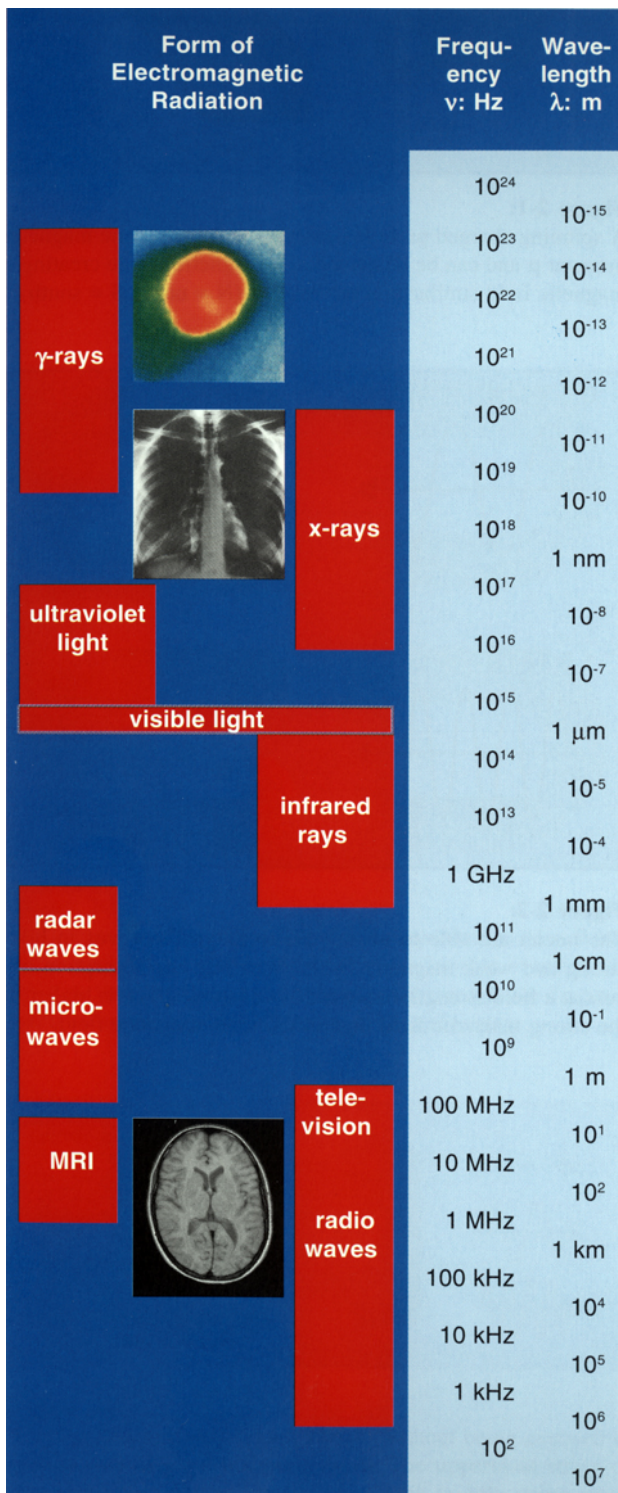 Form of
Electromagnetic
Radiation
Frequ-
ency
ν: Hz
Wave-
length
λ: m
10²⁴
10⁻¹⁵
10²³
10⁻¹⁴
10²²
10⁻¹³
γ-rays
10²¹
10⁻¹²
10²⁰
10⁻¹¹
10¹⁹
10⁻¹⁰
x-rays
10¹⁸
1 nm
10¹⁷
ultraviolet
light
10⁻⁸
10¹⁶
10⁻⁷
10¹⁵
visible light
1 μm
10¹⁴
10⁻⁵
infrared
rays
10¹³
10⁻⁴
1 GHz
1 mm
radar
waves
10¹¹
1 cm
10¹⁰
micro-
waves
10⁻¹
10⁹
1 m
tele-
vision
100 MHz
10¹
MRI
10 MHz
10²
radio
waves
1 MHz
1 km
100 kHz
10⁴
10 kHz
10⁵
1 kHz
10⁶
10²
10⁷